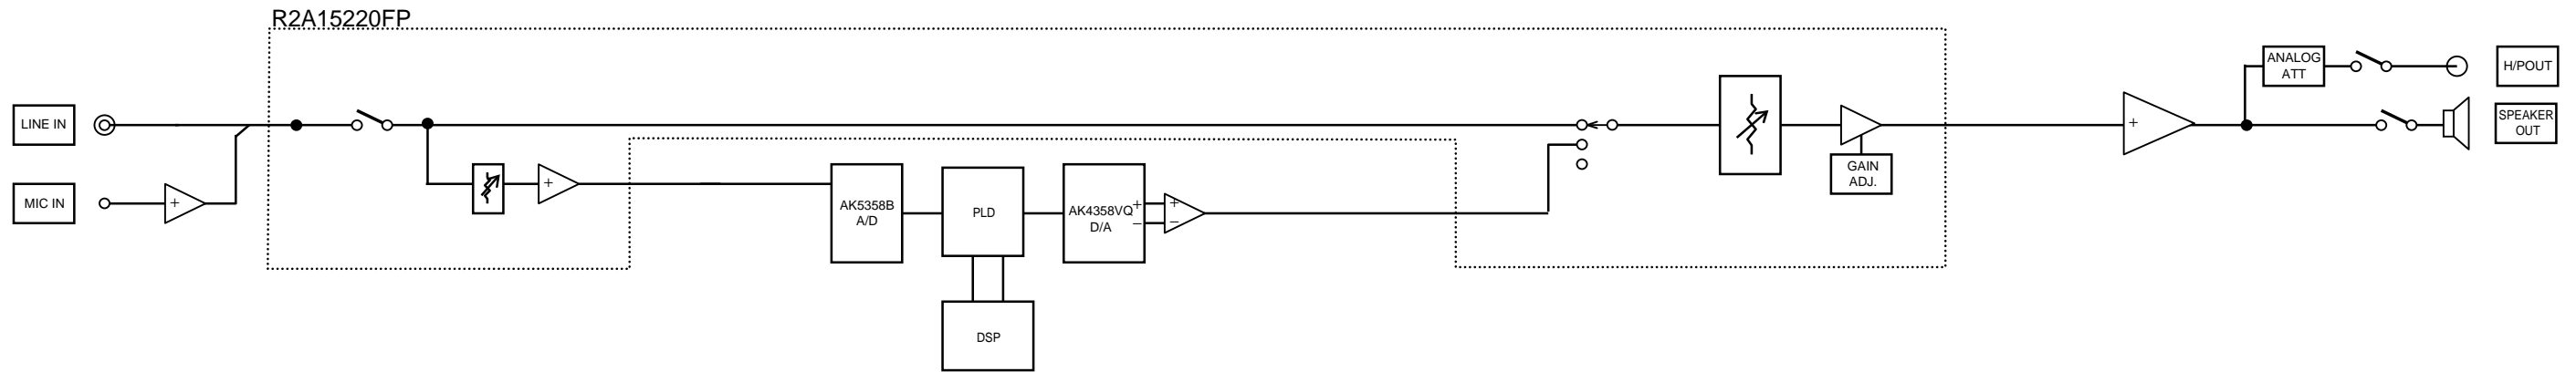 R2A15220FP
LINE IN
MIC IN
+
+
AK5358B
A/D
PLD
DSP
AK4358VQ
D/A
+
−
+
−
GAIN
ADJ.
+
ANALOG
ATT
H/POUT
SPEAKER
OUT